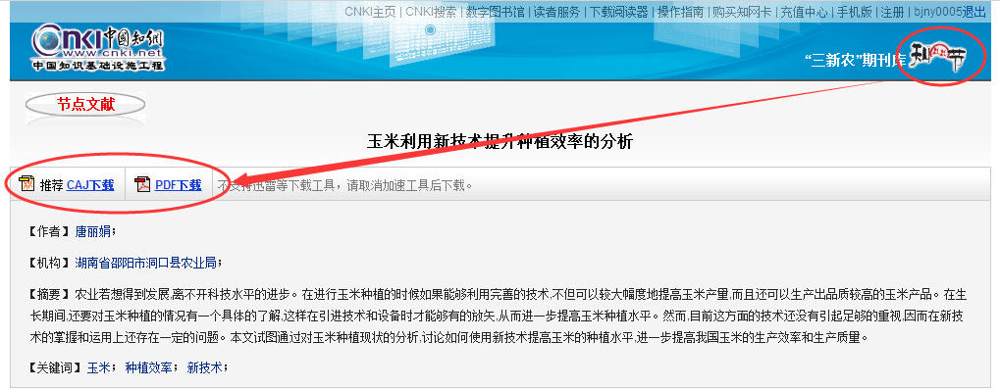 CNKI主页 | CNKI搜索 | 数字图书馆 | 读者服务 | 下载阅读器 | 操作指南 | 购买知网卡 | 充值中心 | 手机版 | 注册 | bjny0005退出
cnki 中国知网
www.cnki.net
中国知识基础设施工程
“三新农”期刊库
节点文献
玉米利用新技术提升种植效率的分析
推荐 CAJ下载 PDF下载 不支持迅雷等下载工具，请取消加速工具后下载。
【作者】唐丽娟;
【机构】湖南省邵阳市洞口县农业局;
【摘要】农业若想得到发展,离不开科技水平的进步。在进行玉米种植的时候如果能够利用完善的技术,不但可以较大幅度地提高玉米产量,而且还可以生产出品质较高的玉米产品。在生
长期间,还要对玉米种植的情况有一个具体的了解,这样在引进技术和设备时才能够有的放矢,从而进一步提高玉米种植水平。然而,目前这方面的技术还没有引起足够的重视,因而在新技
术的掌握和运用上还存在一定的问题。本文试图通过对玉米种植现状的分析,讨论如何使用新技术提高玉米的种植水平,进一步提高我国玉米的生产效率和生产质量。
【关键词】玉米; 种植效率; 新技术;